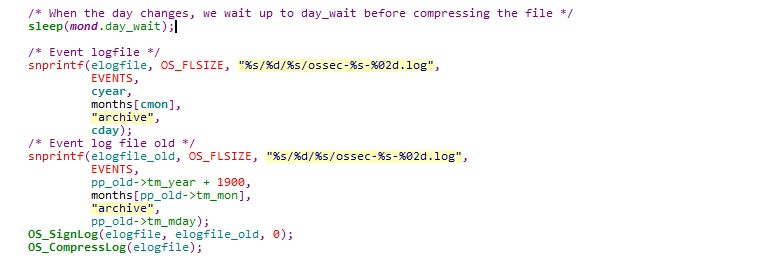 /* When the day changes, we wait up to day_wait before compressing the file */
sleep(mond.day_wait);
/* Event logfile */
snprintf(elogfile, OS_FLSIZE, "%s/%d/%s/ossec-%s-%02d.log",
EVENTS,
cyear,
months[cmon],
"archive",
cday);
/* Event log file old */
snprintf(elogfile_old, OS_FLSIZE, "%s/%d/%s/ossec-%s-%02d.log",
EVENTS,
pp_old->tm_year + 1900,
months[pp_old->tm_mon],
"archive",
pp_old->tm_mday);
OS_SignLog(elogfile, elogfile_old, 0);
OS_CompressLog(elogfile);